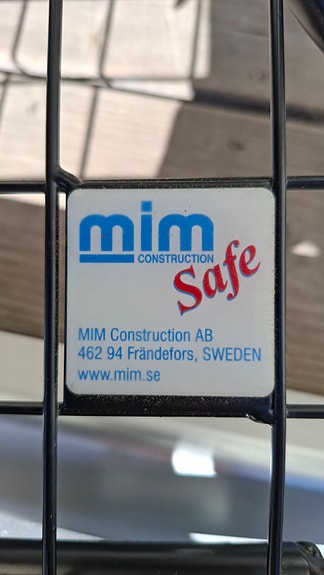 mim
CONSTRUCTION
Safe
MIM Construction AB
462 94 Frändefors, SWEDEN
www.mim.se